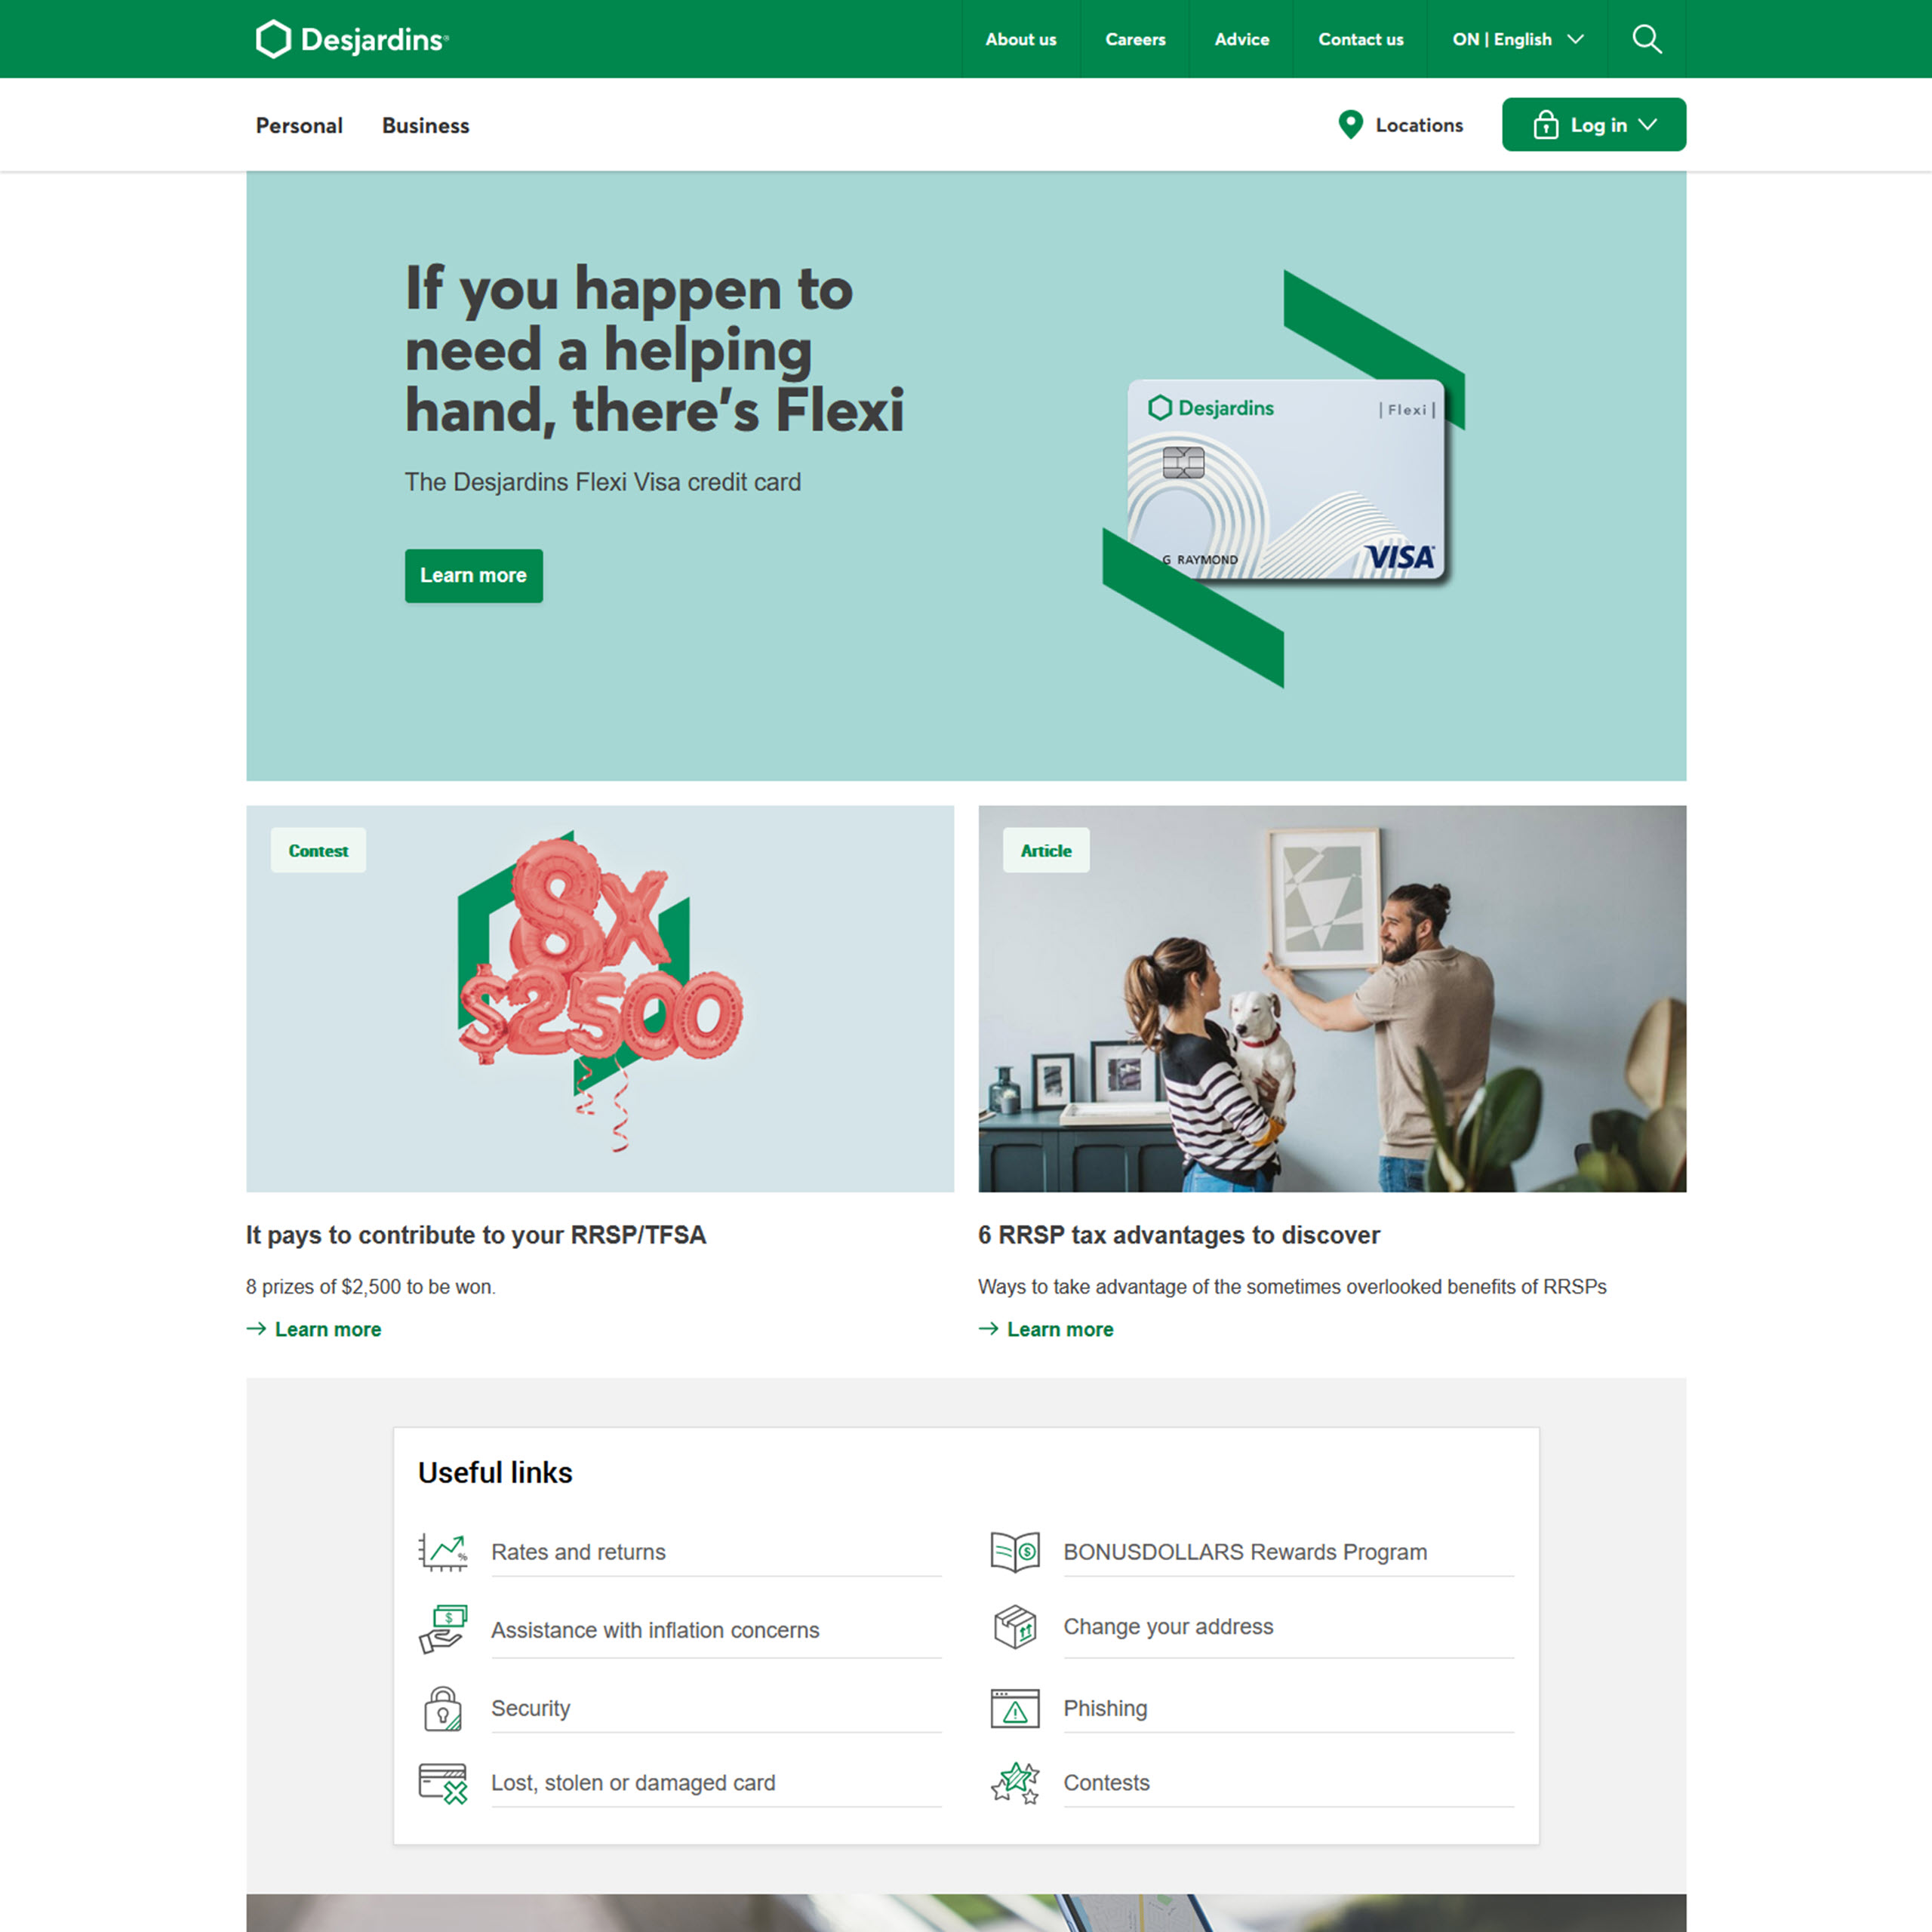 Desjardins
About us
Careers
Advice
Contact us
ON | English
Personal
Business
Locations
Log in
If you happen to
need a helping
hand, there's Flexi
The Desjardins Flexi Visa credit card
Learn more
Desjardins
| Flexi |
G RAYMOND
VISA
Contest
8x
$2500
Article
It pays to contribute to your RRSP/TFSA
8 prizes of $2,500 to be won.
Learn more
6 RRSP tax advantages to discover
Ways to take advantage of the sometimes overlooked benefits of RRSPs
Learn more
Useful links
Rates and returns
BONUSDOLLARS Rewards Program
Assistance with inflation concerns
Change your address
Security
Phishing
Lost, stolen or damaged card
Contests